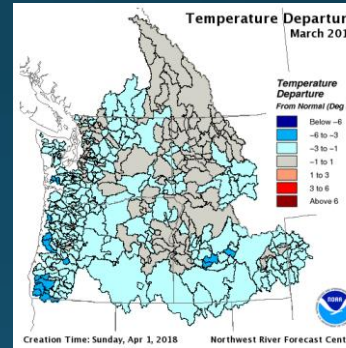 Temperature Departur
March 201
Temperature
Departure
From Normal (Deg
Below -6
-6 to -3
-3 to -1
-1 to 1
1 to 3
3 to 6
Above 6
NOAA
Creation Time: Sunday, Apr 1, 2018
Northwest River Forecast Cent